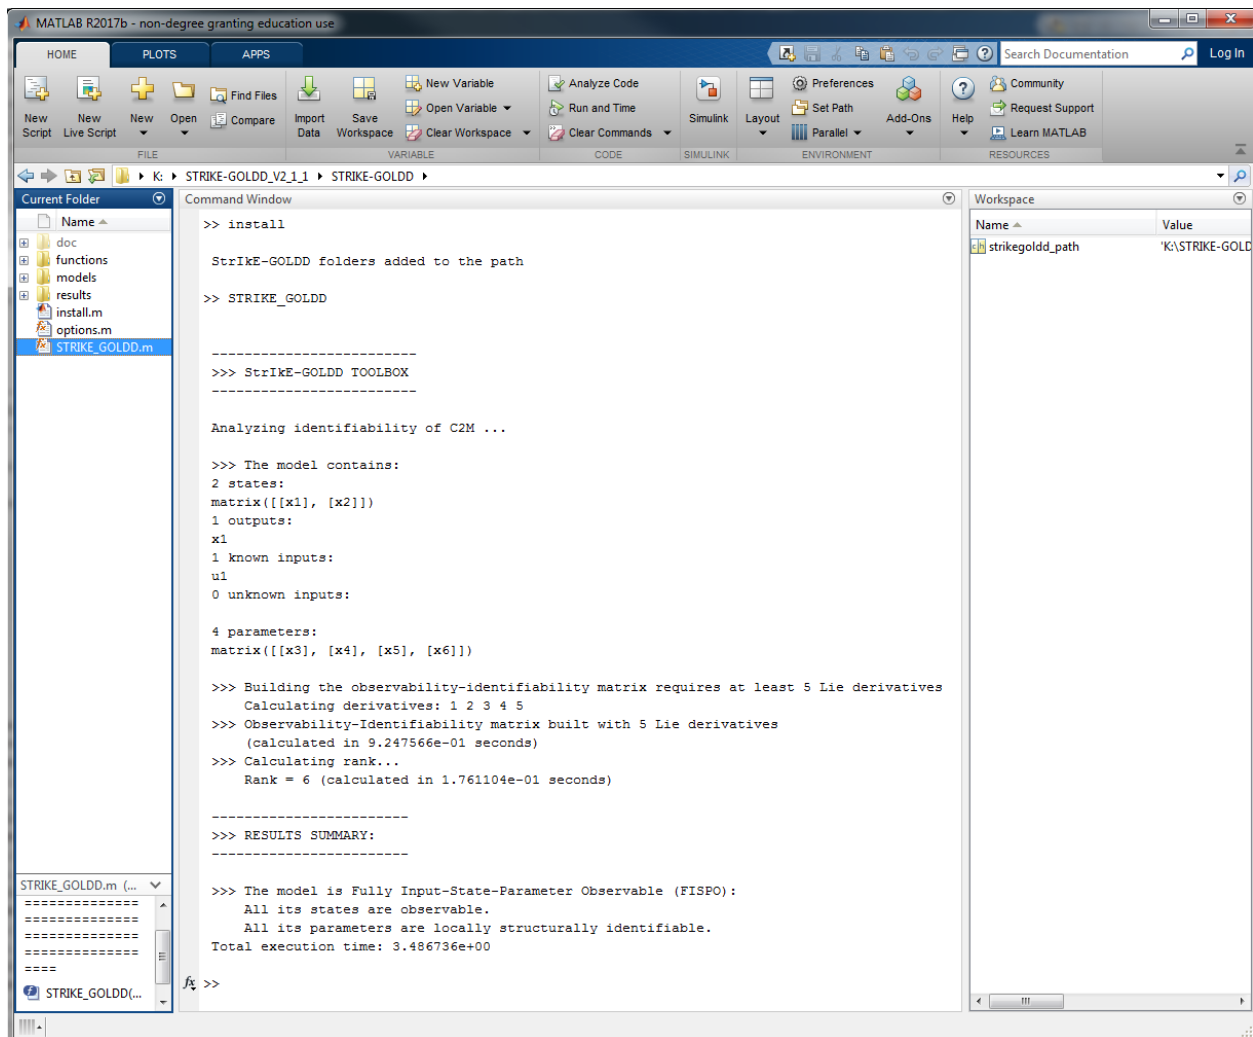 MATLAB R2017b - non-degree granting education use
HOME PLOTS APPS
Search Documentation Log In
New Script
New Live Script
New
Open
Find Files
Compare
Import Data
Save Workspace
New Variable
Open Variable
Clear Workspace
Analyze Code
Run and Time
Clear Commands
Simulink
Layout
Preferences
Set Path
Parallel
Add-Ons
Help
Community
Request Support
Learn MATLAB
FILE VARIABLE CODE SIMULINK ENVIRONMENT RESOURCES
K: STRIKE-GOLDD_V2_1_1 STRIKE-GOLDD
Current Folder
Name
doc
functions
models
results
install.m
options.m
STRIKE_GOLDD.m
STRIKE_GOLDD.m (...
==============
==============
==============
==============
====
STRIKE_GOLDD(...
Command Window
>> install
StrIkE-GOLDD folders added to the path
>> STRIKE_GOLDD
-------------------------
>>> StrIkE-GOLDD TOOLBOX
-------------------------
Analyzing identifiability of C2M ...
>>> The model contains:
2 states:
matrix([[x1], [x2]])
1 outputs:
x1
1 known inputs:
u1
0 unknown inputs:
4 parameters:
matrix([[x3], [x4], [x5], [x6]])
>>> Building the observability-identifiability matrix requires at least 5 Lie derivatives
Calculating derivatives: 1 2 3 4 5
>>> Observability-Identifiability matrix built with 5 Lie derivatives
(calculated in 9.247566e-01 seconds)
>>> Calculating rank...
Rank = 6 (calculated in 1.761104e-01 seconds)
------------------------
>>> RESULTS SUMMARY:
------------------------
>>> The model is Fully Input-State-Parameter Observable (FISPO):
All its states are observable.
All its parameters are locally structurally identifiable.
Total execution time: 3.486736e+00
fx >>
Workspace
Name Value
strikegoldd_path 'K:\STRIKE-GOLD